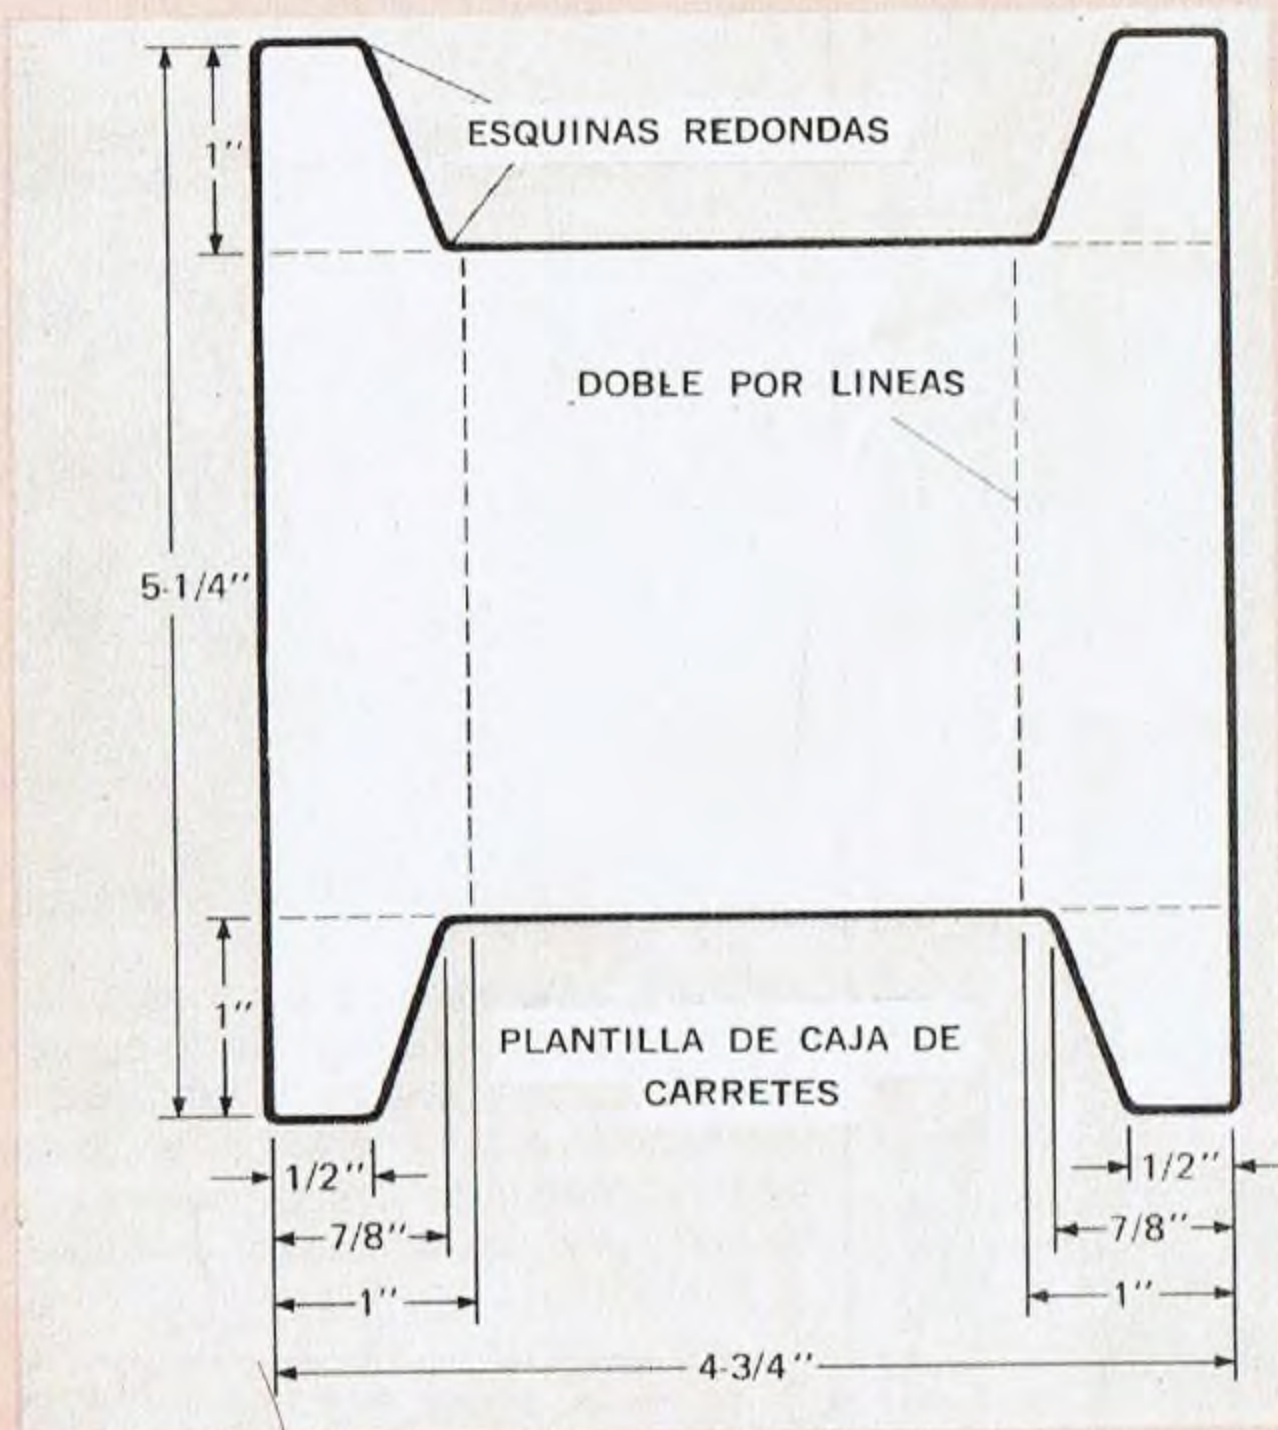 1″
ESQUINAS REDONDAS
DOBLE POR LINEAS
5-1/4″
1″
PLANTILLA DE CAJA DE
CARRETES
1/2″
1/2″
7/8″
7/8″
1″
1″
4-3/4″